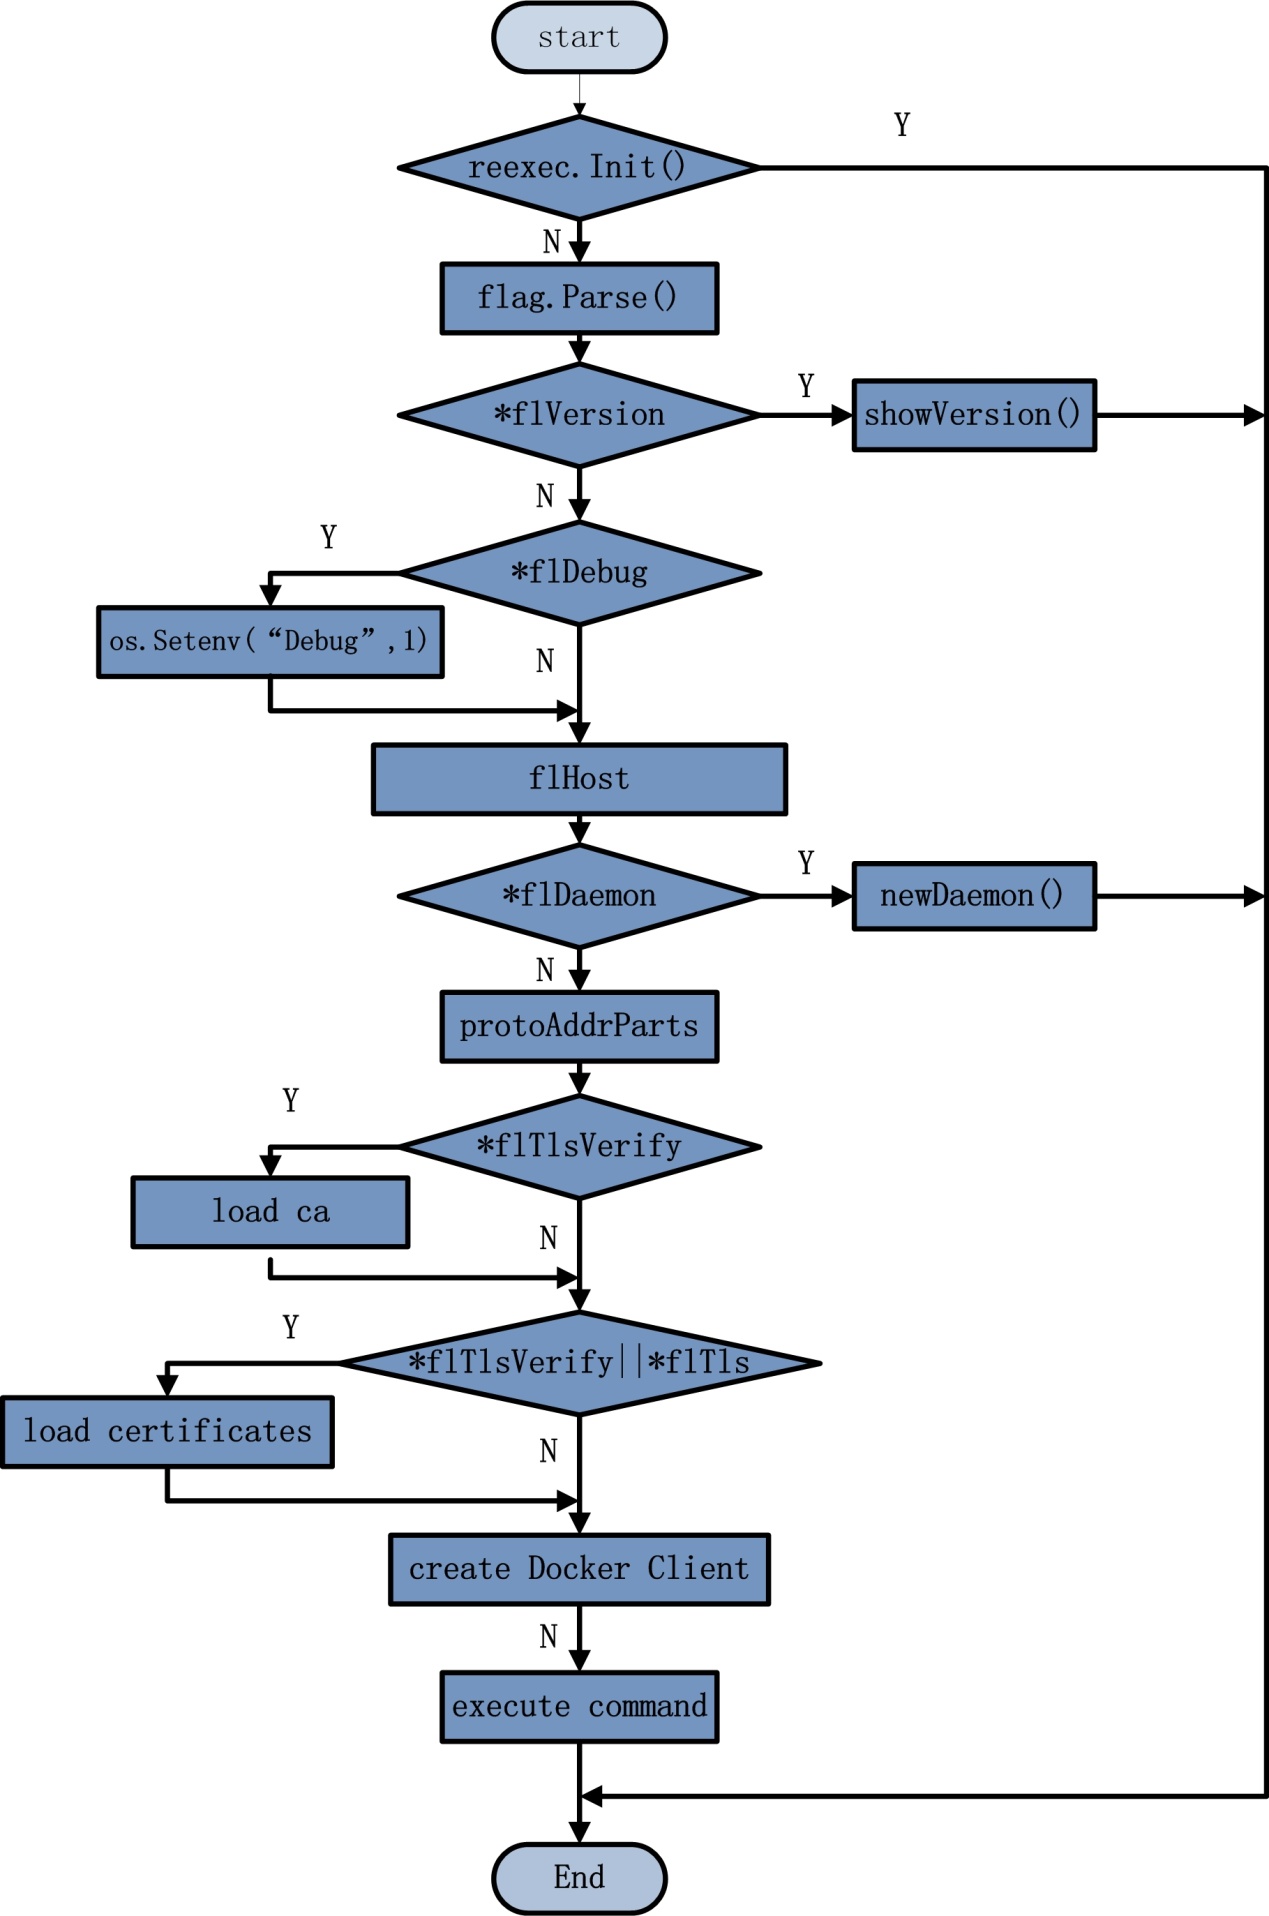 start
Y
reexec.Init()
N
flag.Parse()
*flVersion
Y
showVersion()
N
Y
*flDebug
os.Setenv(“Debug”,1)
N
flHost
*flDaemon
Y
newDaemon()
N
protoAddrParts
Y
*flTlsVerify
load ca
N
Y
*flTlsVerify||*flTls
load certificates
N
create Docker Client
N
execute command
End